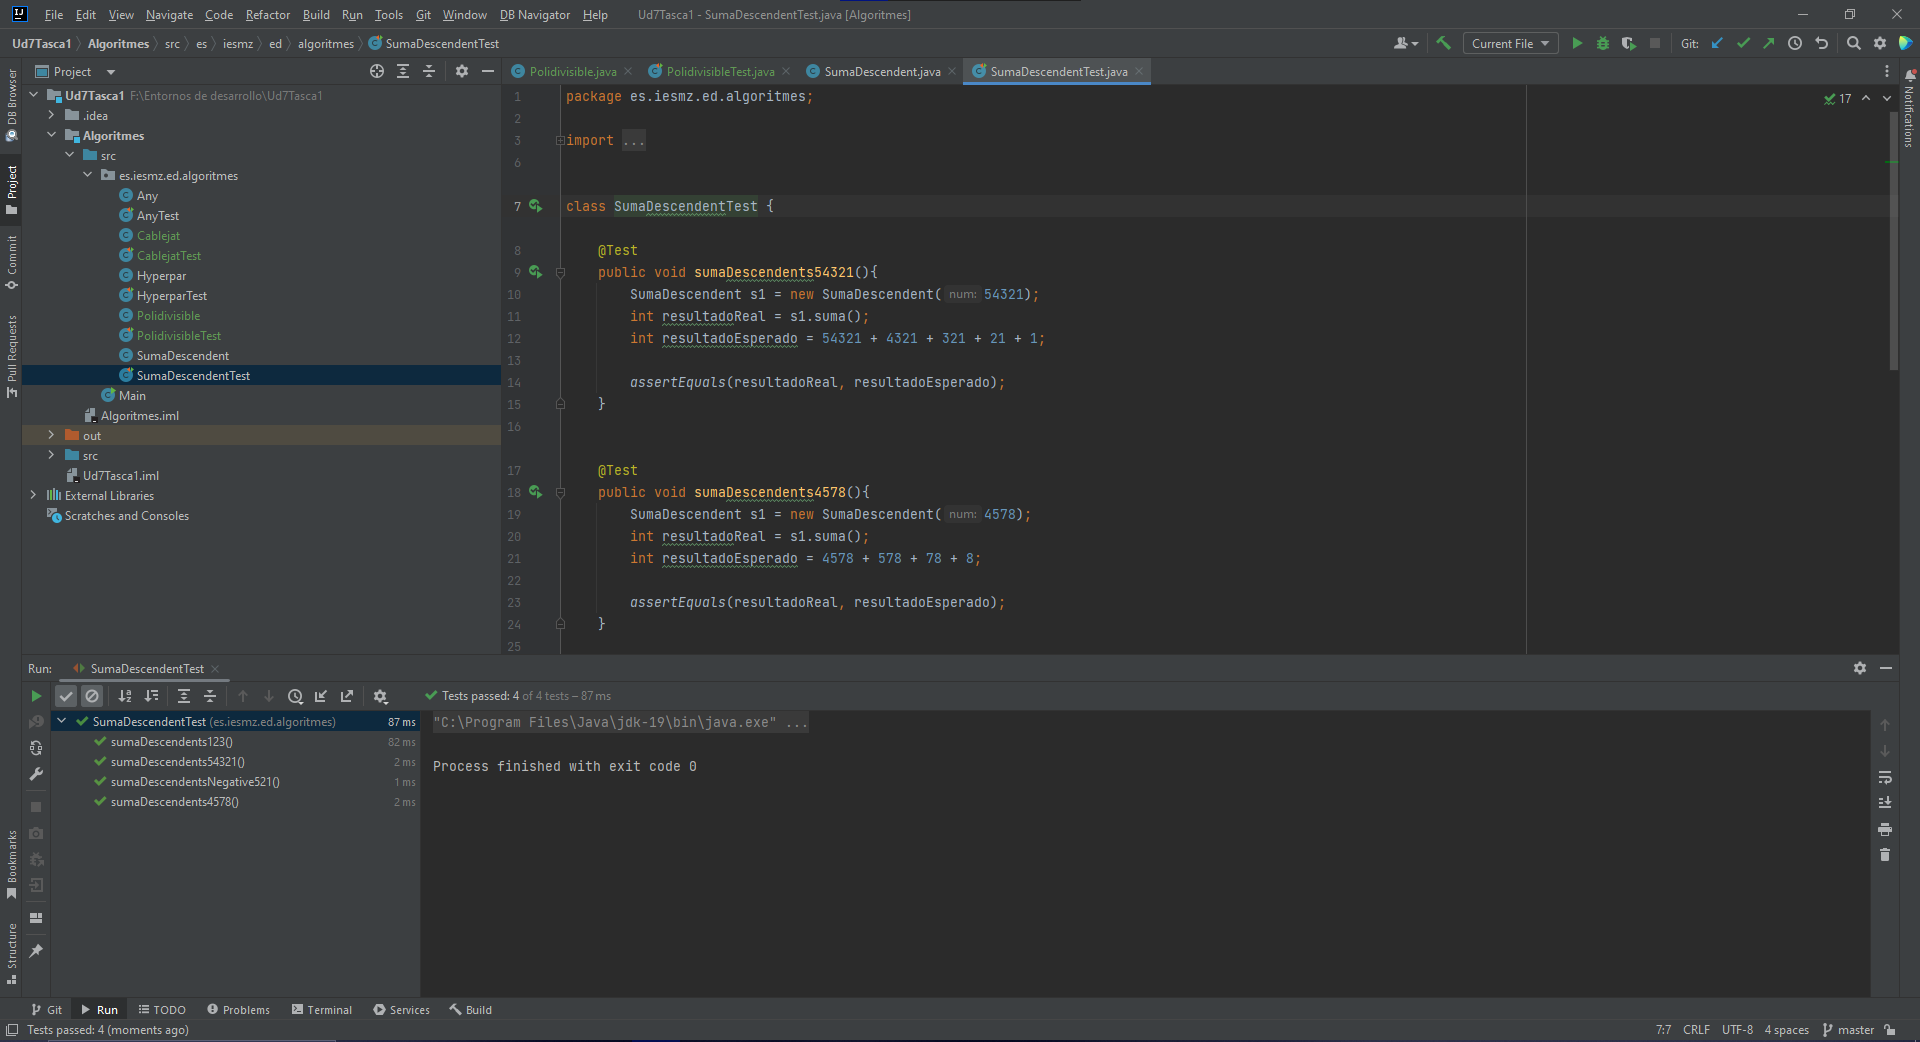 File Edit View Navigate Code Refactor Build Run Tools Git Window DB Navigator Help Ud7Tasca1 - SumaDescendentTest.java [Algoritmes]
Ud7Tasca1 Algoritmes src es iesmz ed algoritmes SumaDescendentTest Current File Git:
Project
Polidivisible.java PolidivisibleTest.java SumaDescendent.java SumaDescendentTest.java
DB Browser
Project
Commit
Pull Requests
Bookmarks
Structure
Notifications
Ud7Tasca1 F:\Entornos de desarrollo\Ud7Tasca1
.idea
Algoritmes
src
es.iesmz.ed.algoritmes
Any
AnyTest
Cablejat
CablejatTest
Hyperpar
HyperparTest
Polidivisible
PolidivisibleTest
SumaDescendent
SumaDescendentTest
Main
Algoritmes.iml
out
src
Ud7Tasca1.iml
External Libraries
Scratches and Consoles
17
1 package es.iesmz.ed.algoritmes;
2
3 import ...
6
7 class SumaDescendentTest {
8 @Test
9 public void sumaDescendents54321(){
10 SumaDescendent s1 = new SumaDescendent( num: 54321);
11 int resultadoReal = s1.suma();
12 int resultadoEsperado = 54321 + 4321 + 321 + 21 + 1;
13
14 assertEquals(resultadoReal, resultadoEsperado);
15 }
16
17 @Test
18 public void sumaDescendents4578(){
19 SumaDescendent s1 = new SumaDescendent( num: 4578);
20 int resultadoReal = s1.suma();
21 int resultadoEsperado = 4578 + 578 + 78 + 8;
22
23 assertEquals(resultadoReal, resultadoEsperado);
24 }
25
Run: SumaDescendentTest
Tests passed: 4 of 4 tests – 87 ms
SumaDescendentTest (es.iesmz.ed.algoritmes) 87 ms
sumaDescendents123() 82 ms
sumaDescendents54321() 2 ms
sumaDescendentsNegative521() 1 ms
sumaDescendents4578() 2 ms
"C:\Program Files\Java\jdk-19\bin\java.exe" ...
Process finished with exit code 0
Git Run TODO Problems Terminal Services Build
Tests passed: 4 (moments ago) 7:7 CRLF UTF-8 4 spaces master